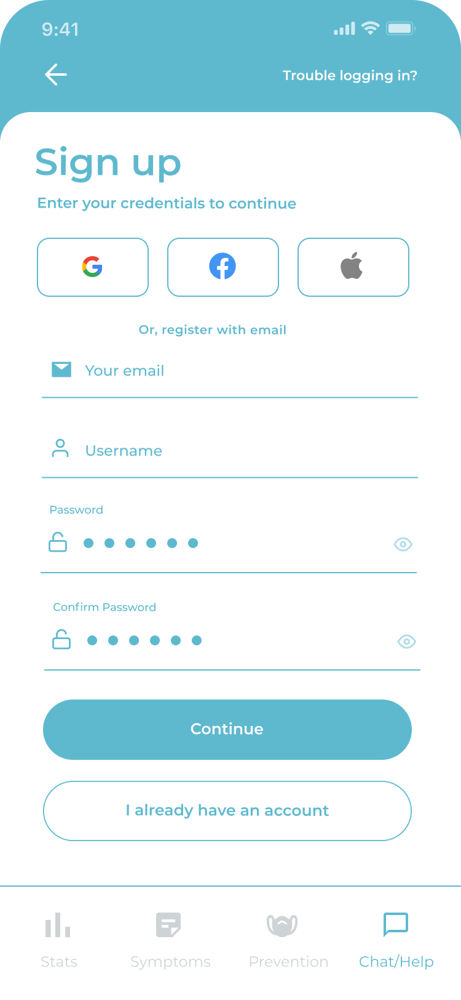 9:41
Trouble logging in?
Sign up
Enter your credentials to continue
Or, register with email
Your email
Username
Password
Confirm Password
Continue
I already have an account
Stats
Symptoms
Prevention
Chat/Help